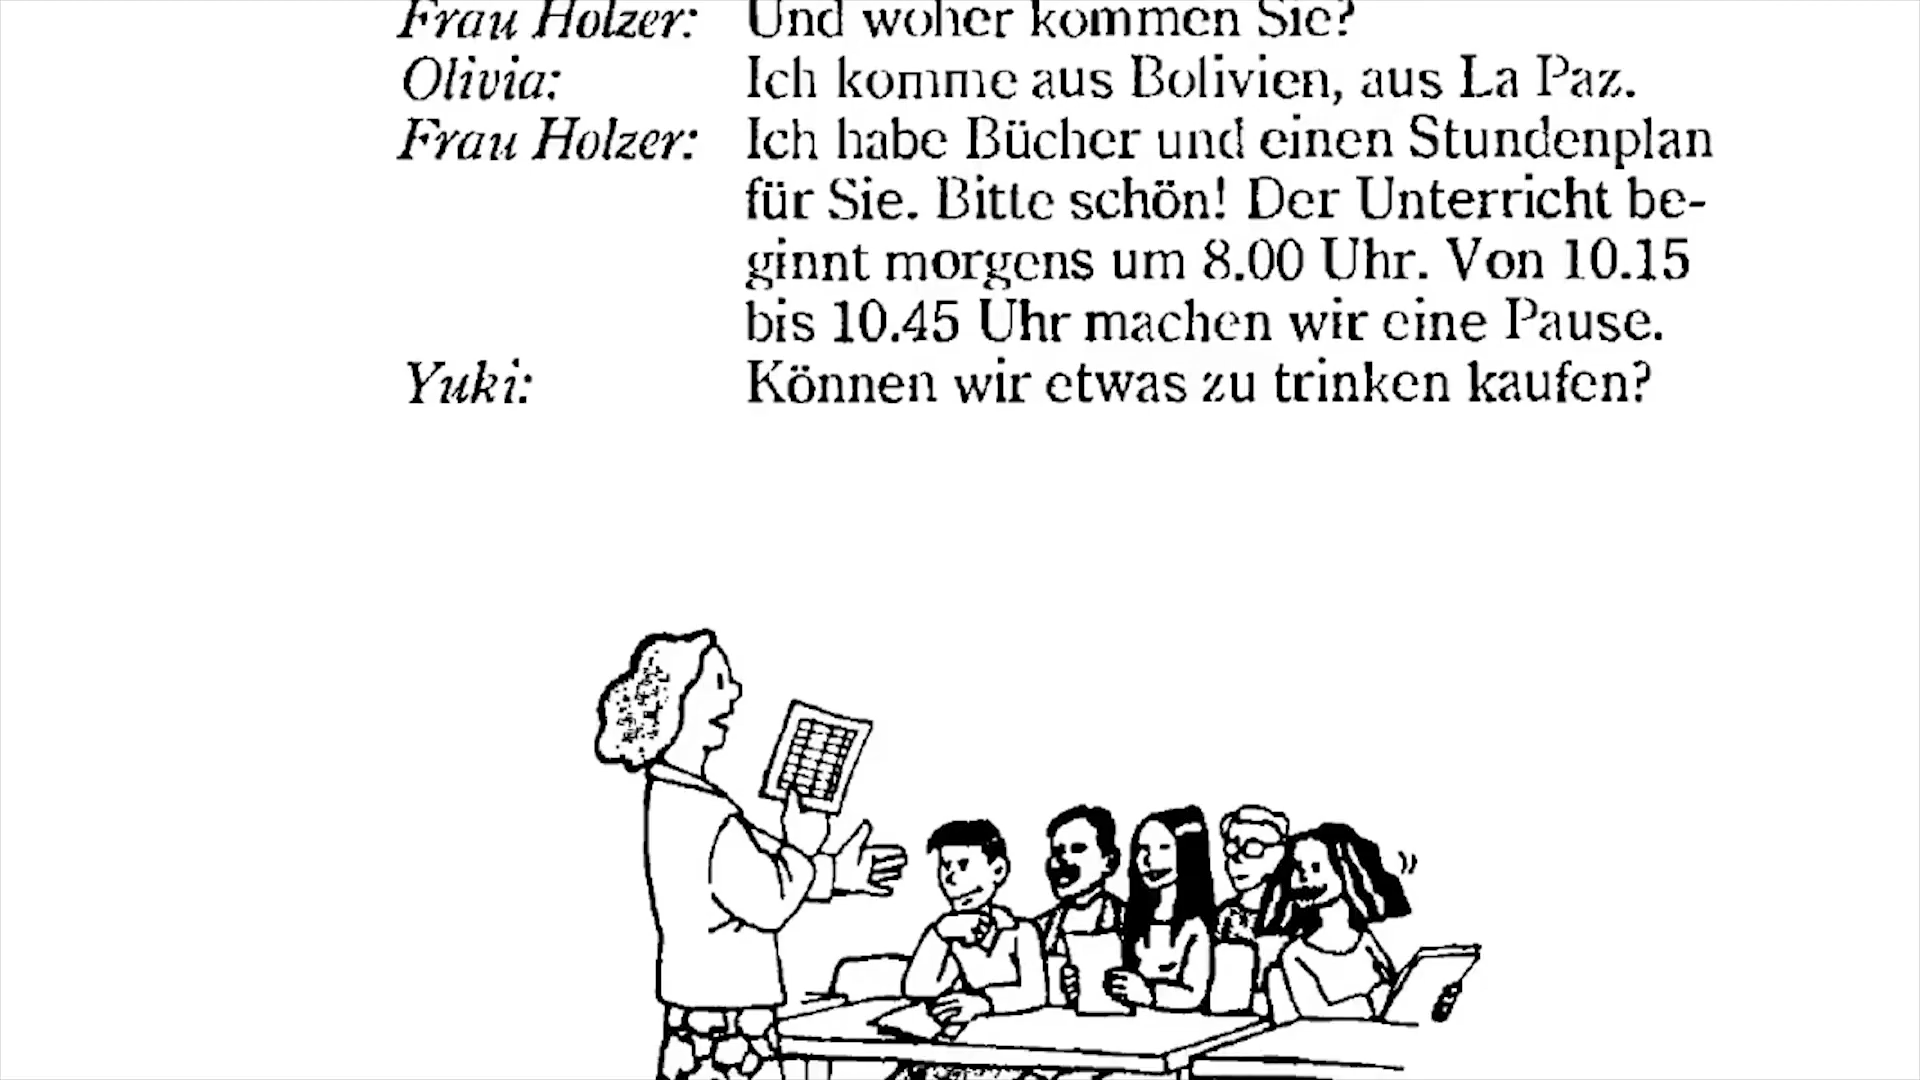 Frau Holzer: Und woher kommen Sie?
Olivia: Ich komme aus Bolivien, aus La Paz.
Frau Holzer: Ich habe Bücher und einen Stundenplan
für Sie. Bitte schön! Der Unterricht be-
ginnt morgens um 8.00 Uhr. Von 10.15
bis 10.45 Uhr machen wir eine Pause.
Yuki: Können wir etwas zu trinken kaufen?